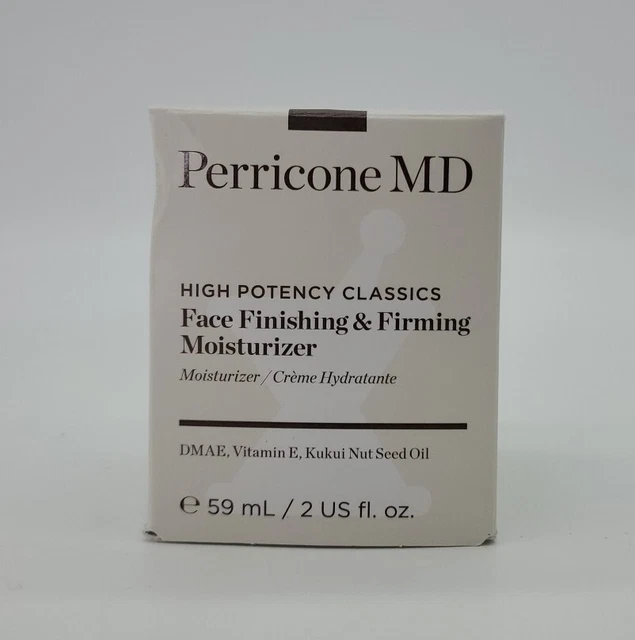 Perricone MD
HIGH POTENCY CLASSICS
Face Finishing & Firming
Moisturizer
Moisturizer / Crème Hydratante
DMAE, Vitamin E, Kukui Nut Seed Oil
℮ 59 mL / 2 US fl. oz.